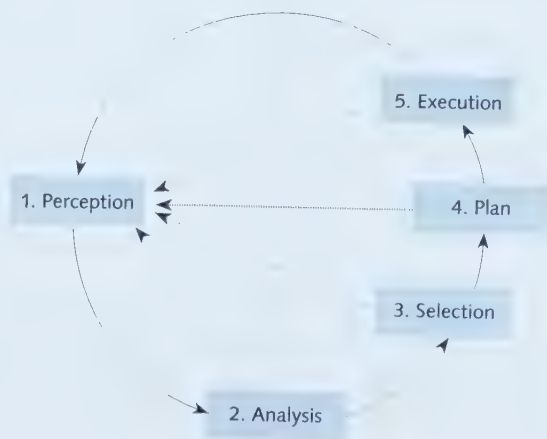 1. Perception
2. Analysis
3. Selection
4. Plan
5. Execution